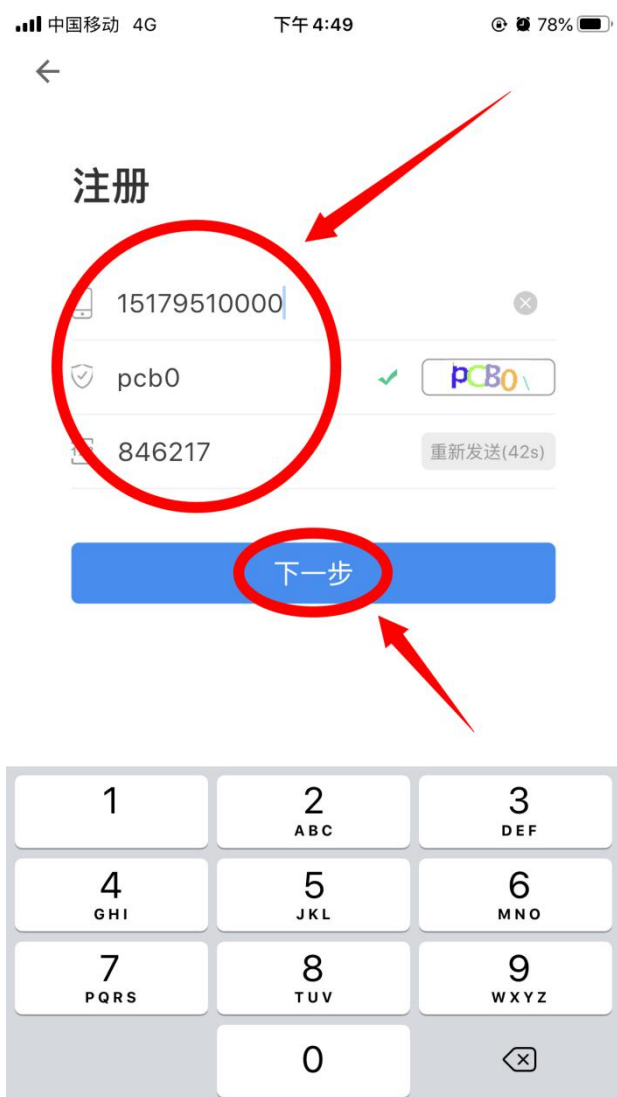 中国移动 4G 下午 4:49 78%
注册
15179510000
pcb0 pCB0
846217 重新发送(42s)
下一步
1 2 3
ABC DEF
4 5 6
GHI JKL MNO
7 8 9
PQRS TUV WXYZ
0